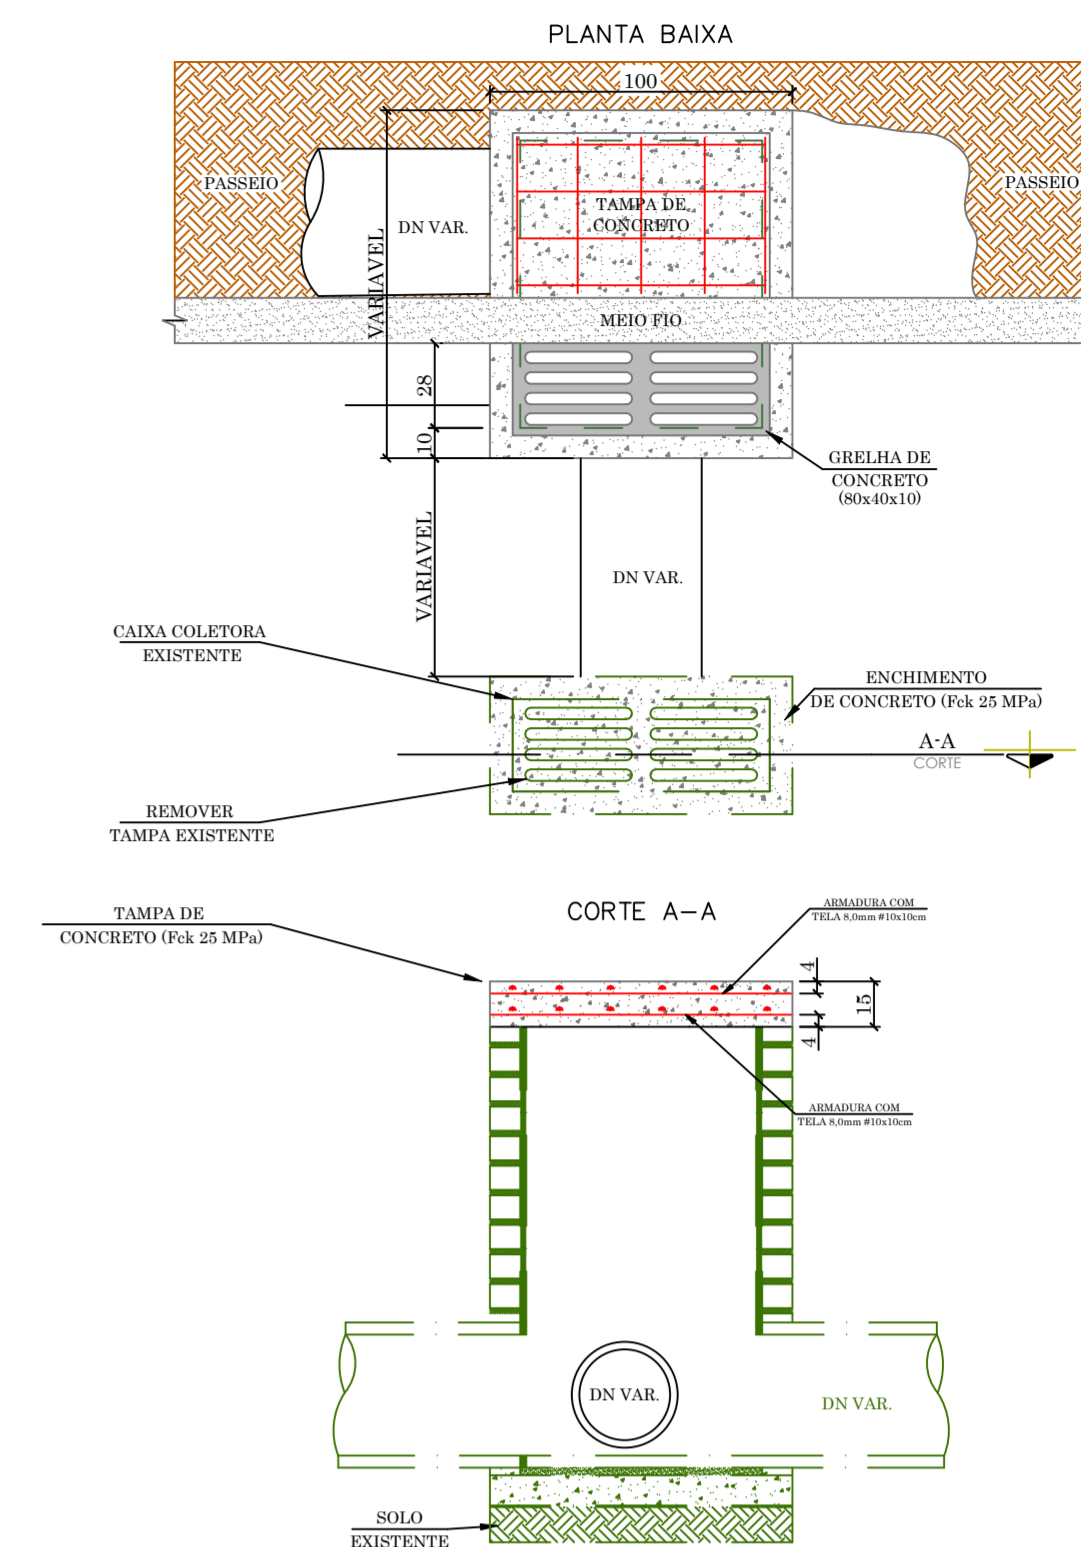 PLANTA BAIXA
100
PASSEIO
PASSEIO
DN VAR.
TAMPA DE
CONCRETO
VARIAVEL
MEIO FIO
28
10
GRELHA DE
CONCRETO
(80x40x10)
VARIAVEL
DN VAR.
CAIXA COLETORA
EXISTENTE
ENCHIMENTO
DE CONCRETO (Fck 25 MPa)
A-A
CORTE
REMOVER
TAMPA EXISTENTE
CORTE A-A
TAMPA DE
CONCRETO (Fck 25 MPa)
ARMADURA COM
TELA 8,0mm #10x10cm
4
15
4
ARMADURA COM
TELA 8,0mm #10x10cm
DN VAR.
DN VAR.
SOLO
EXISTENTE